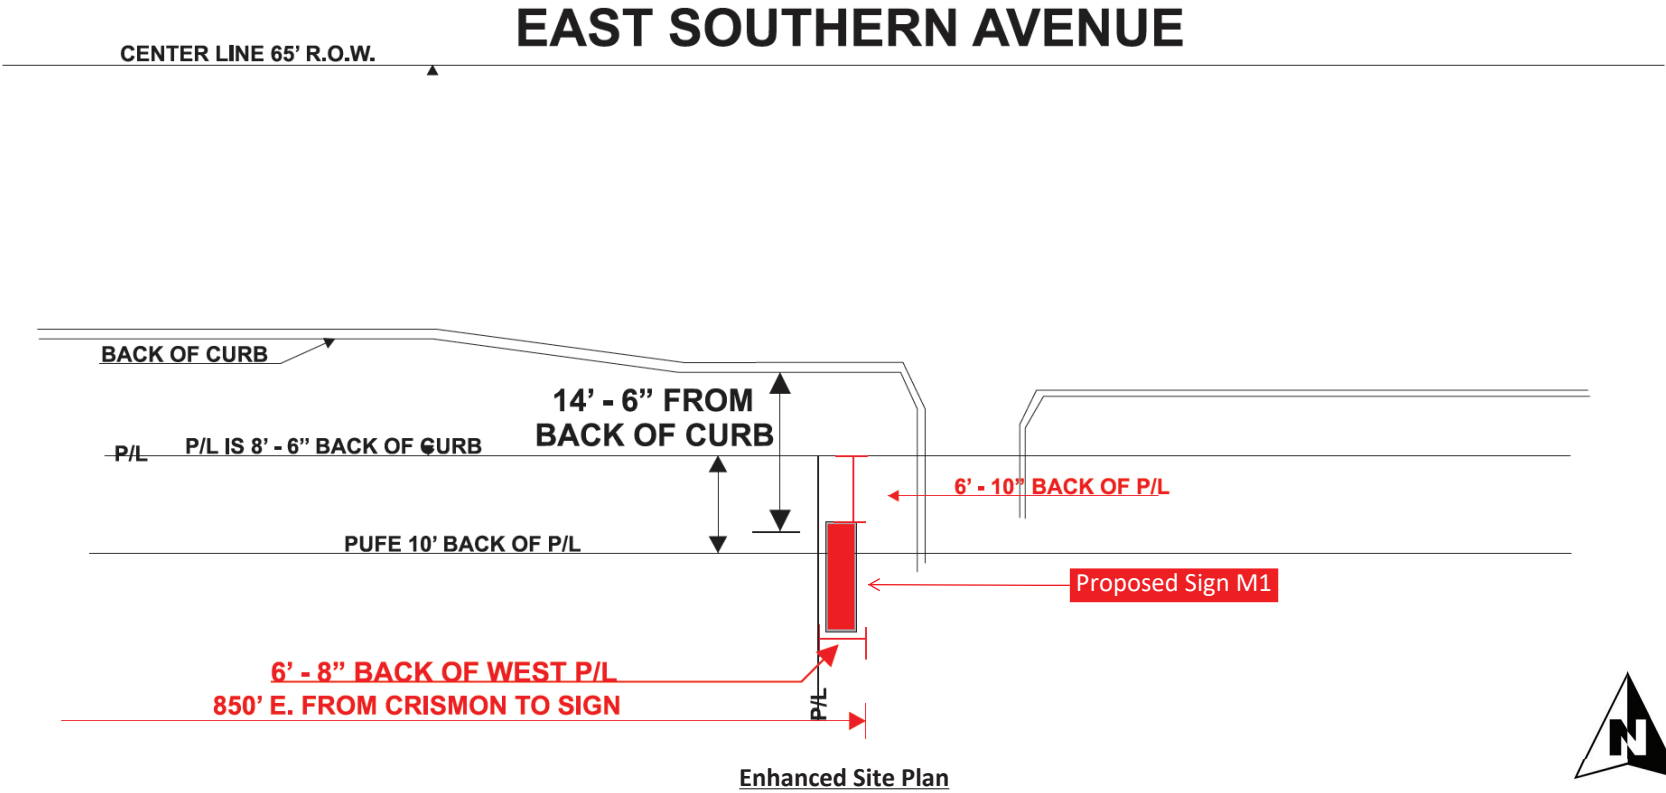 EAST SOUTHERN AVENUE
CENTER LINE 65’ R.O.W.
BACK OF CURB
14’ - 6” FROM
BACK OF CURB
P/L
P/L IS 8’ - 6” BACK OF CURB
6’ - 10” BACK OF P/L
PUFE 10’ BACK OF P/L
Proposed Sign M1
6’ - 8” BACK OF WEST P/L
850’ E. FROM CRISMON TO SIGN
P/L
Enhanced Site Plan
N